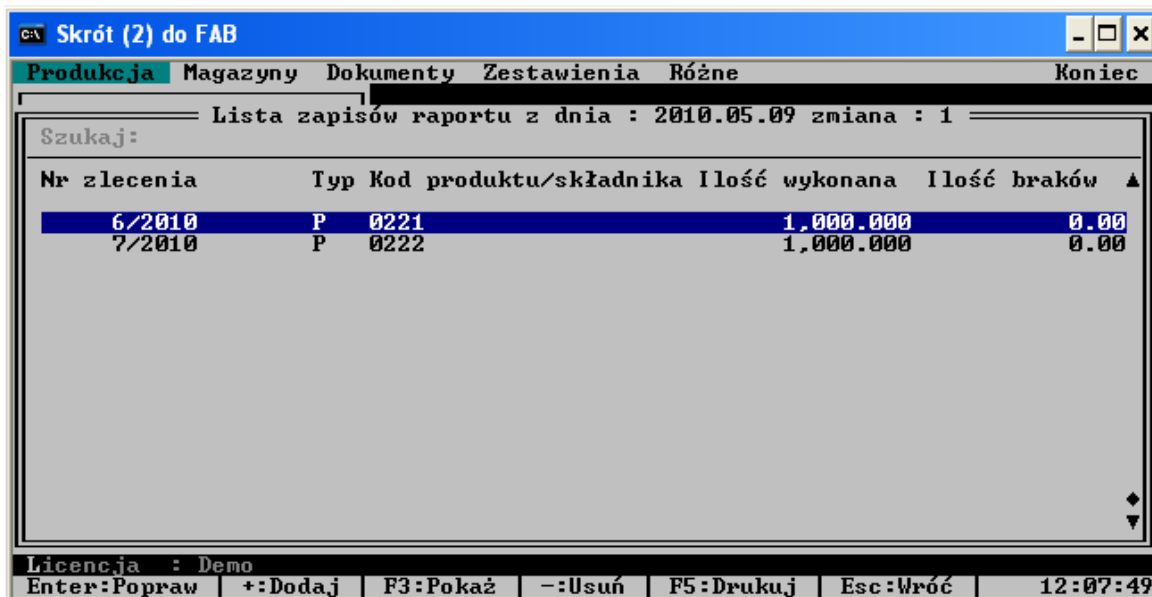 Skrót (2) do FAB
Produkcja Magazyny Dokumenty Zestawienia Różne Koniec
Lista zapisów raportu z dnia : 2010.05.09 zmiana : 1
Szukaj:
Nr zlecenia Typ Kod produktu/składnika Ilość wykonana Ilość braków
6/2010 P 0221 1,000.000 0.00
7/2010 P 0222 1,000.000 0.00
Licencja : Demo
Enter:Popraw +:Dodaj F3:Pokaż -:Usuń F5:Drukuj Esc:Wróć 12:07:49